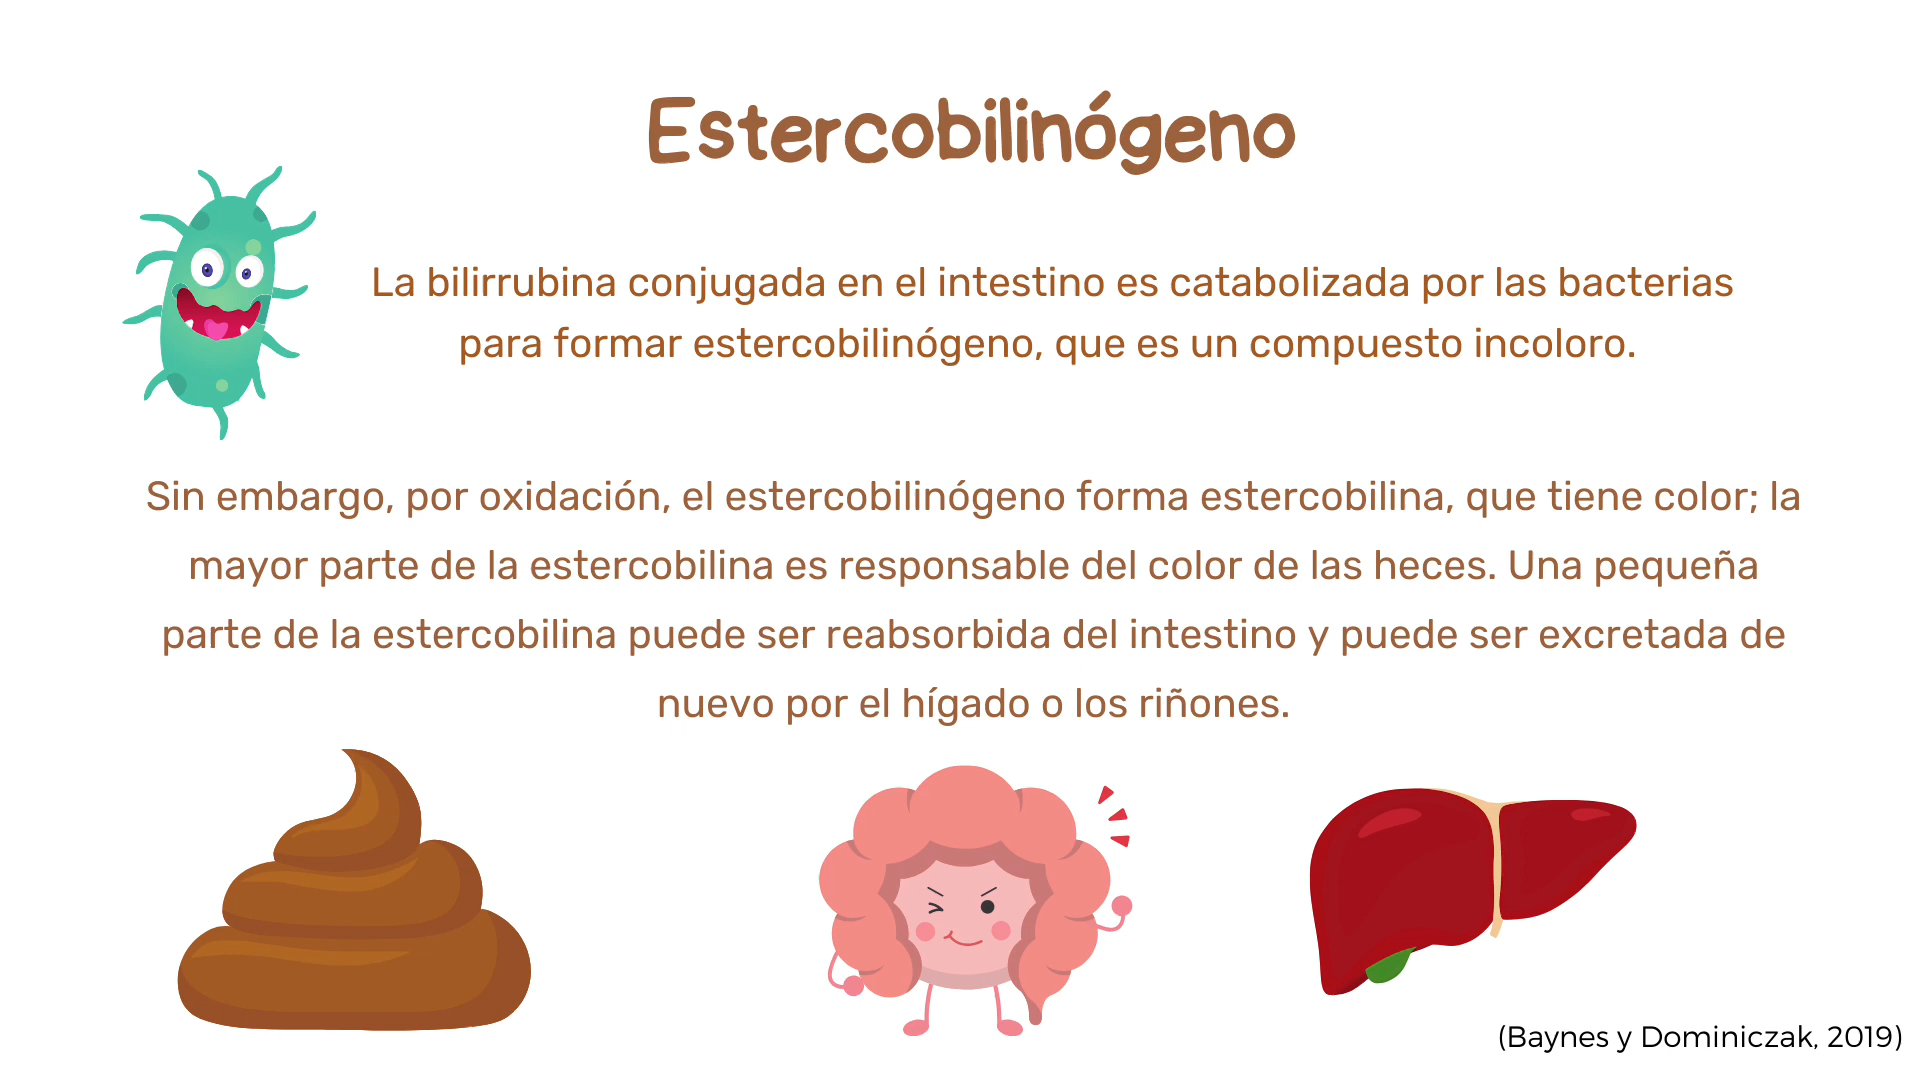 Estercobilinógeno
La bilirrubina conjugada en el intestino es catabolizada por las bacterias
para formar estercobilinógeno, que es un compuesto incoloro.
Sin embargo, por oxidación, el estercobilinógeno forma estercobilina, que tiene color; la
mayor parte de la estercobilina es responsable del color de las heces. Una pequeña
parte de la estercobilina puede ser reabsorbida del intestino y puede ser excretada de
nuevo por el hígado o los riñones.
(Baynes y Dominiczak, 2019)